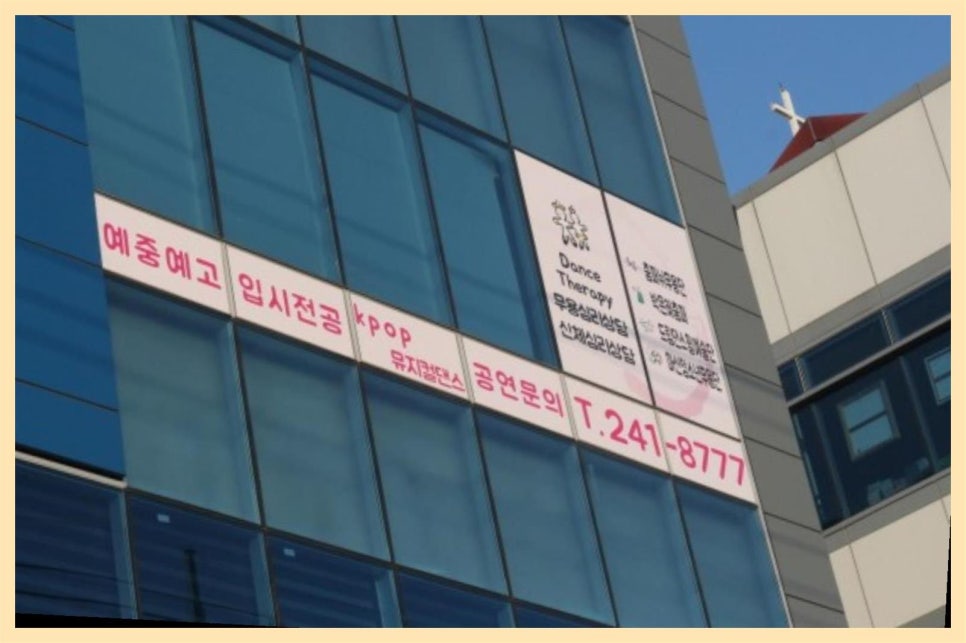 예중예고 입시전공 kpop
뮤지컬댄스 공연문의 T.241-8777
Dance
Therapy
무용심리상담
신체심리상담